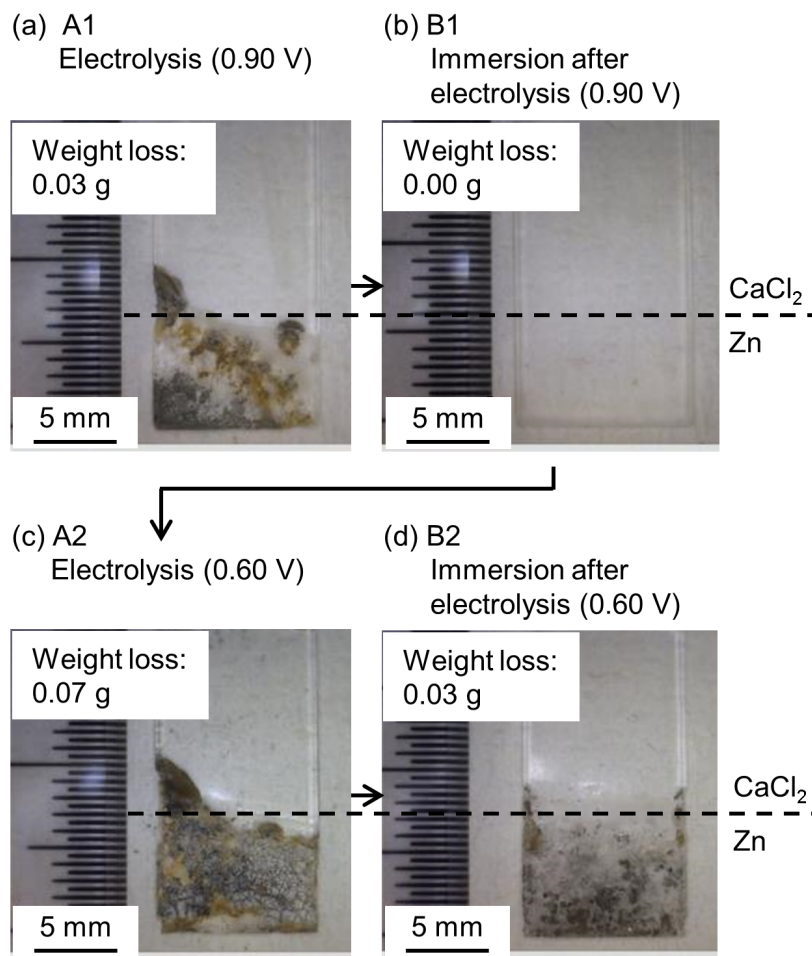 (a) A1
Electrolysis (0.90 V)
Weight loss:
0.03 g
5 mm
(b) B1
Immersion after
electrolysis (0.90 V)
Weight loss:
0.00 g
5 mm
CaCl₂
Zn
(c) A2
Electrolysis (0.60 V)
Weight loss:
0.07 g
5 mm
(d) B2
Immersion after
electrolysis (0.60 V)
Weight loss:
0.03 g
5 mm
CaCl₂
Zn